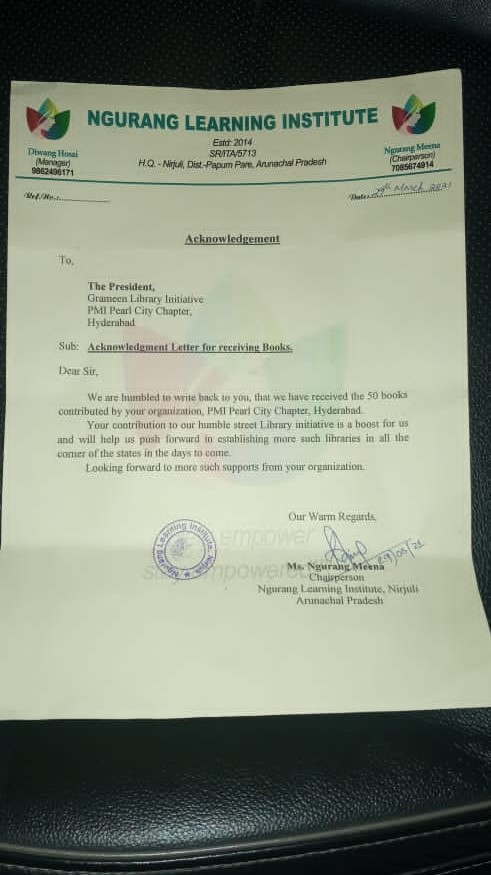 NGURANG LEARNING INSTITUTE
Estd: 2014
SR/ITA/5713
H.Q. - Nirjuli, Dist.-Papum Pare, Arunachal Pradesh
Diwang Hosai
(Manager)
9862496171
Ngurang Meena
(Chairperson)
7085674914
Ref./No.:
Date: 29th March 2021
Acknowledgement
To,
The President,
Grameen Library Initiative
PMI Pearl City Chapter,
Hyderabad
Sub: Acknowledgment Letter for receiving Books.
Dear Sir,
We are humbled to write back to you, that we have received the 50 books
contributed by your organization, PMI Pearl City Chapter, Hyderabad.
Your contribution to our humble street Library initiative is a boost for us
and will help us push forward in establishing more such libraries in all the
corner of the states in the days to come.
Looking forward to more such supports from your organization.
Our Warm Regards,
empower
Ngurang Learning Institute, Nirjuli
29/03/21
Ms. Ngurang Meena
Chairperson
Ngurang Learning Institute, Nirjuli
Arunachal Pradesh